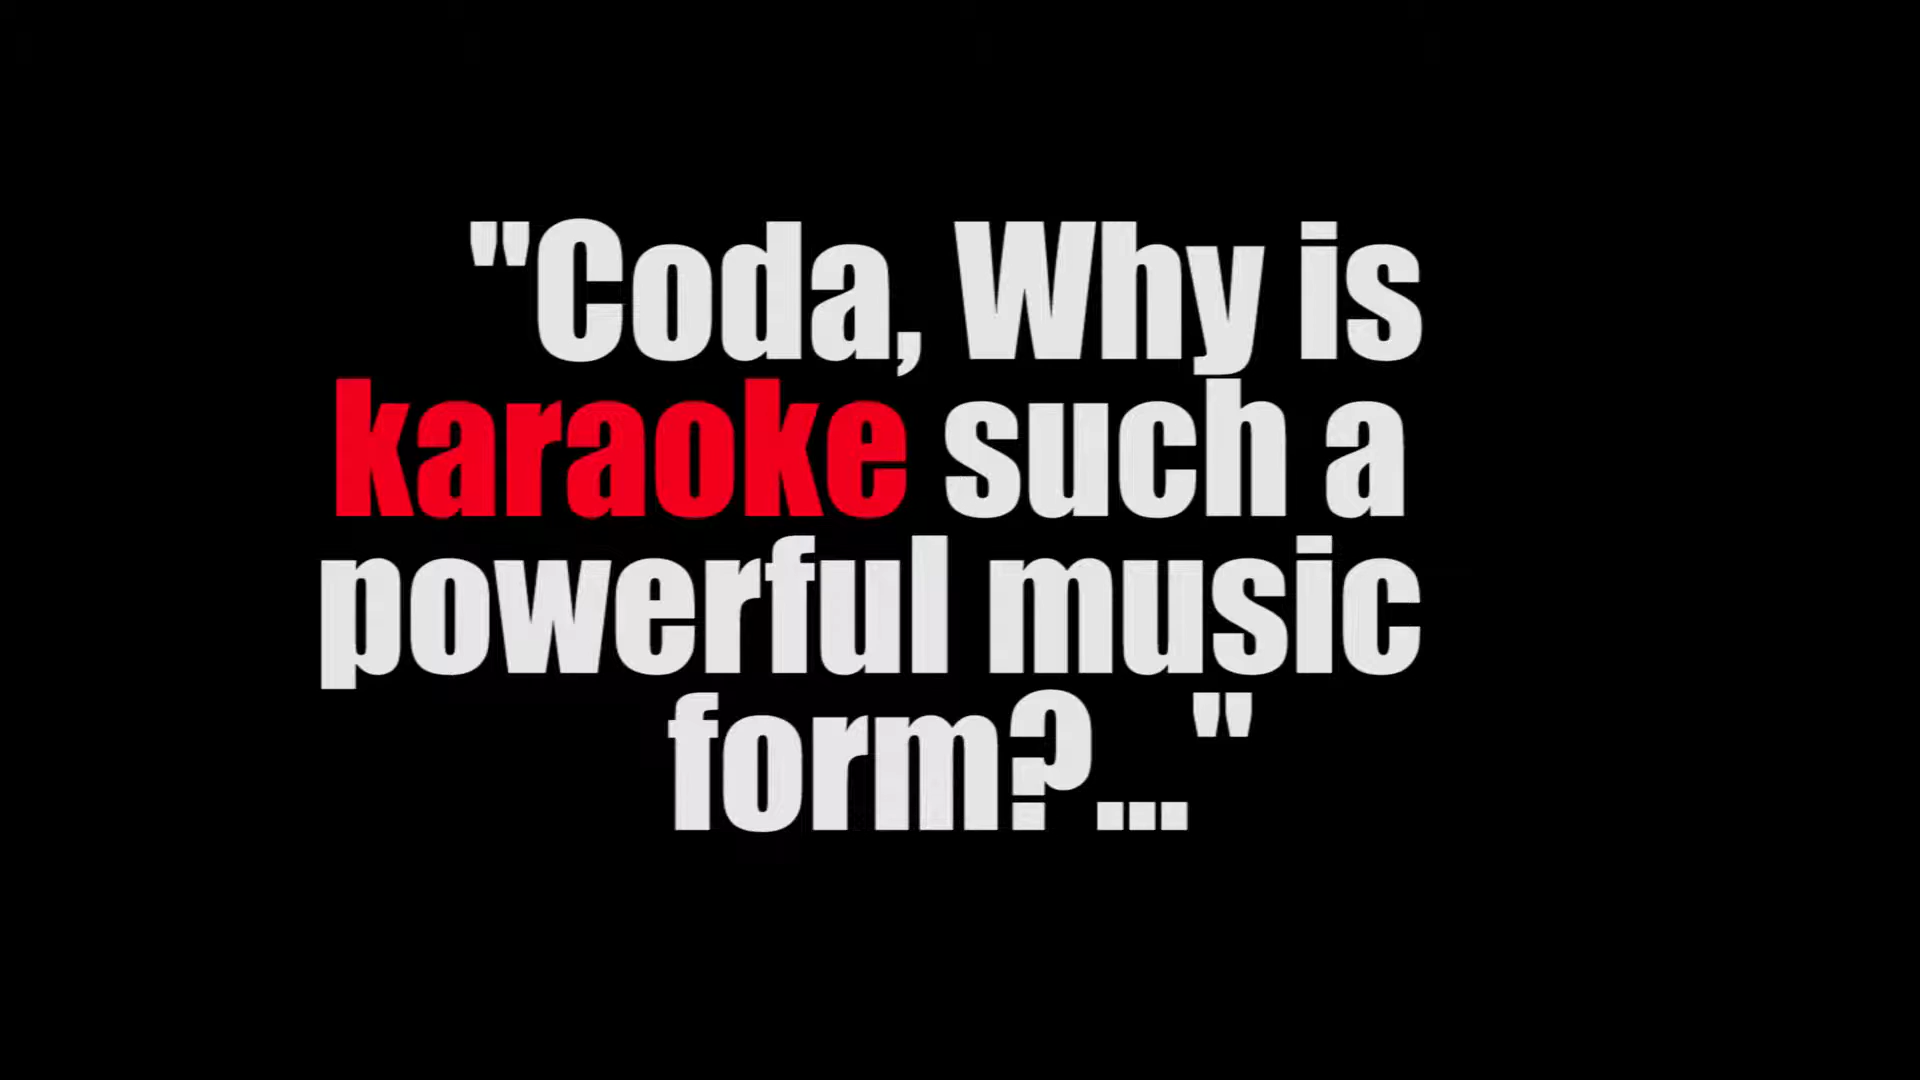 "Coda, Why is
karaoke such a
powerful music
form?..."